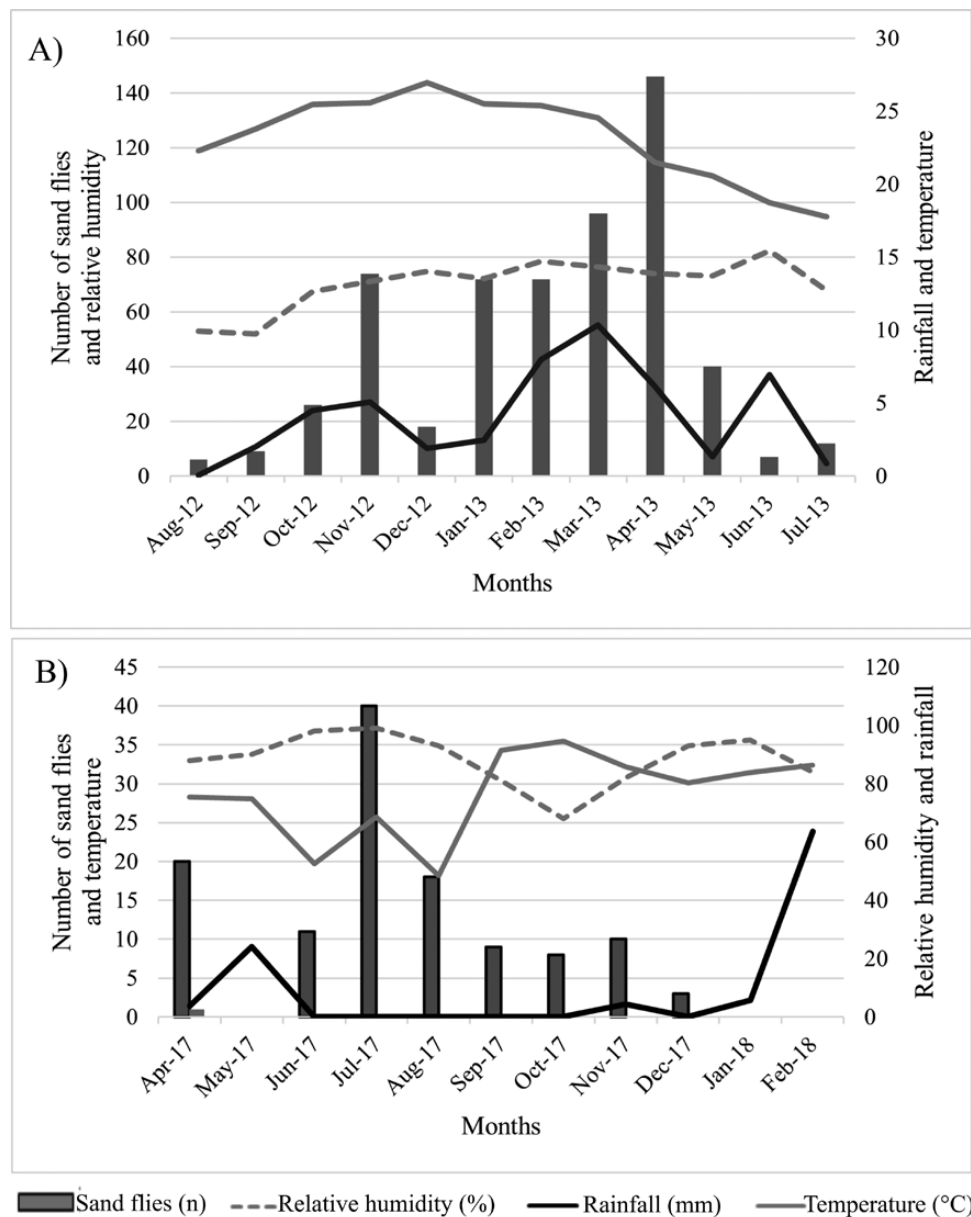 A)
160
140
120
100
80
60
40
20
0
Number of sand flies
and relative humidity
30
25
20
15
10
5
0
Rainfall and temperature
Aug-12
Sep-12
Oct-12
Nov-12
Dec-12
Jan-13
Feb-13
Mar-13
Apr-13
May-13
Jun-13
Jul-13
Months
B)
45
40
35
30
25
20
15
10
5
0
Number of sand flies
and temperature
120
100
80
60
40
20
0
Relative humidity and rainfall
Apr-17
May-17
Jun-17
Jul-17
Aug-17
Sep-17
Oct-17
Nov-17
Dec-17
Jan-18
Feb-18
Months
Sand flies (n) Relative humidity (%) Rainfall (mm) Temperature (°C)